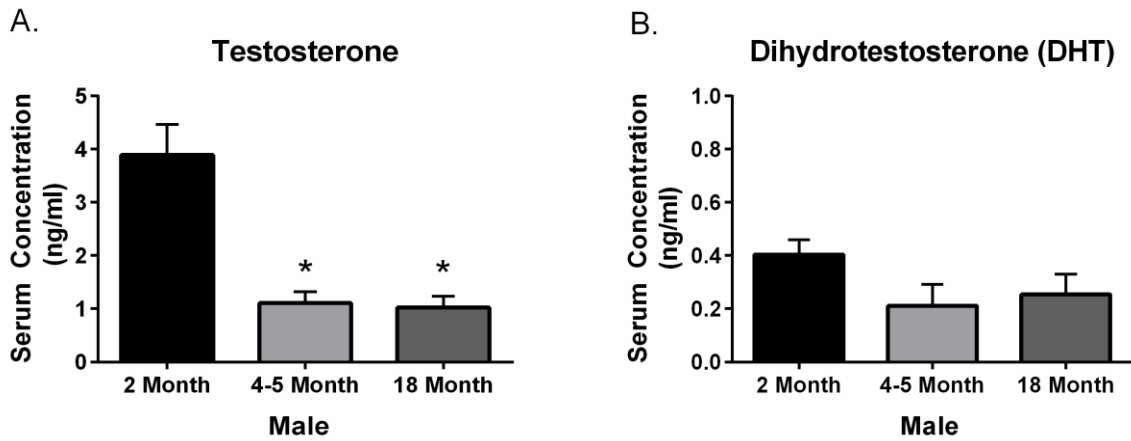 A.
Testosterone
Serum Concentration
(ng/ml)
5
4
3
2
1
0
*
*
2 Month
4-5 Month
18 Month
Male
B.
Dihydrotestosterone (DHT)
Serum Concentration
(ng/ml)
1.0
0.8
0.6
0.4
0.2
0.0
2 Month
4-5 Month
18 Month
Male